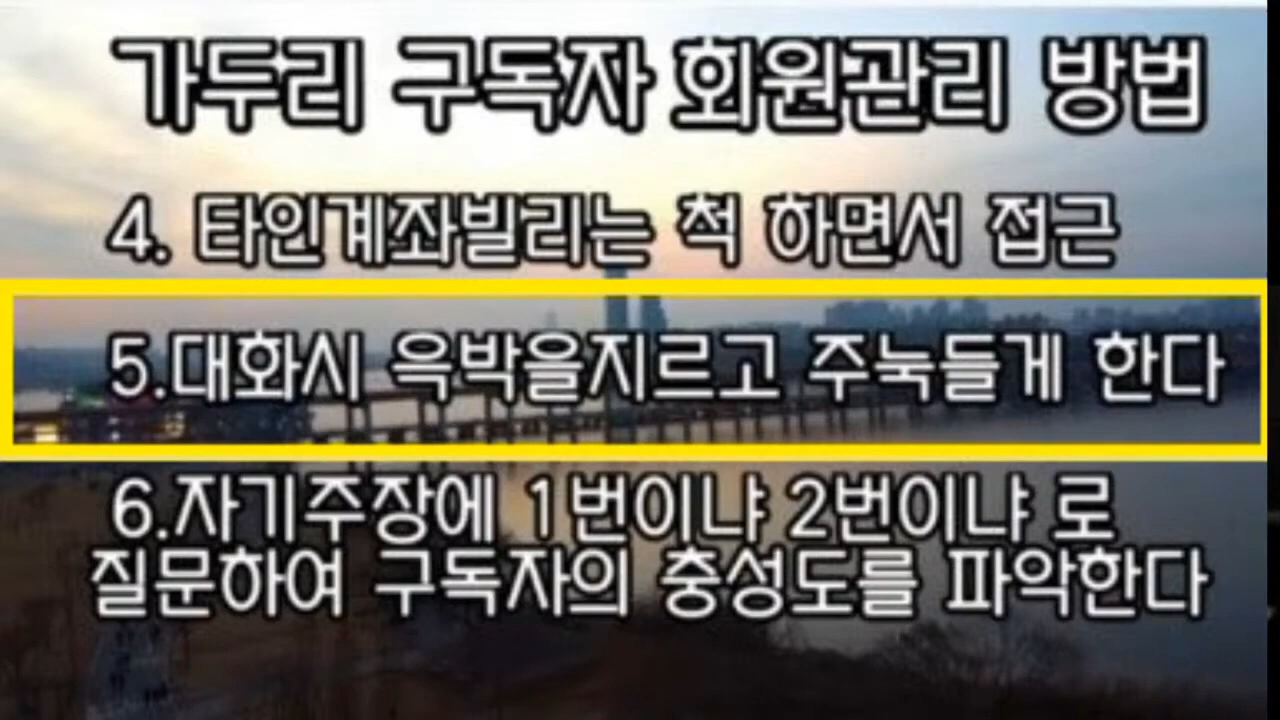 가두리 구독자 회원관리 방법
4. 타인계좌빌리는 척 하면서 접근
5.대화시 윽박을지르고 주눅들게 한다
6.자기주장에 1번이냐 2번이냐 로
질문하여 구독자의 충성도를 파악한다